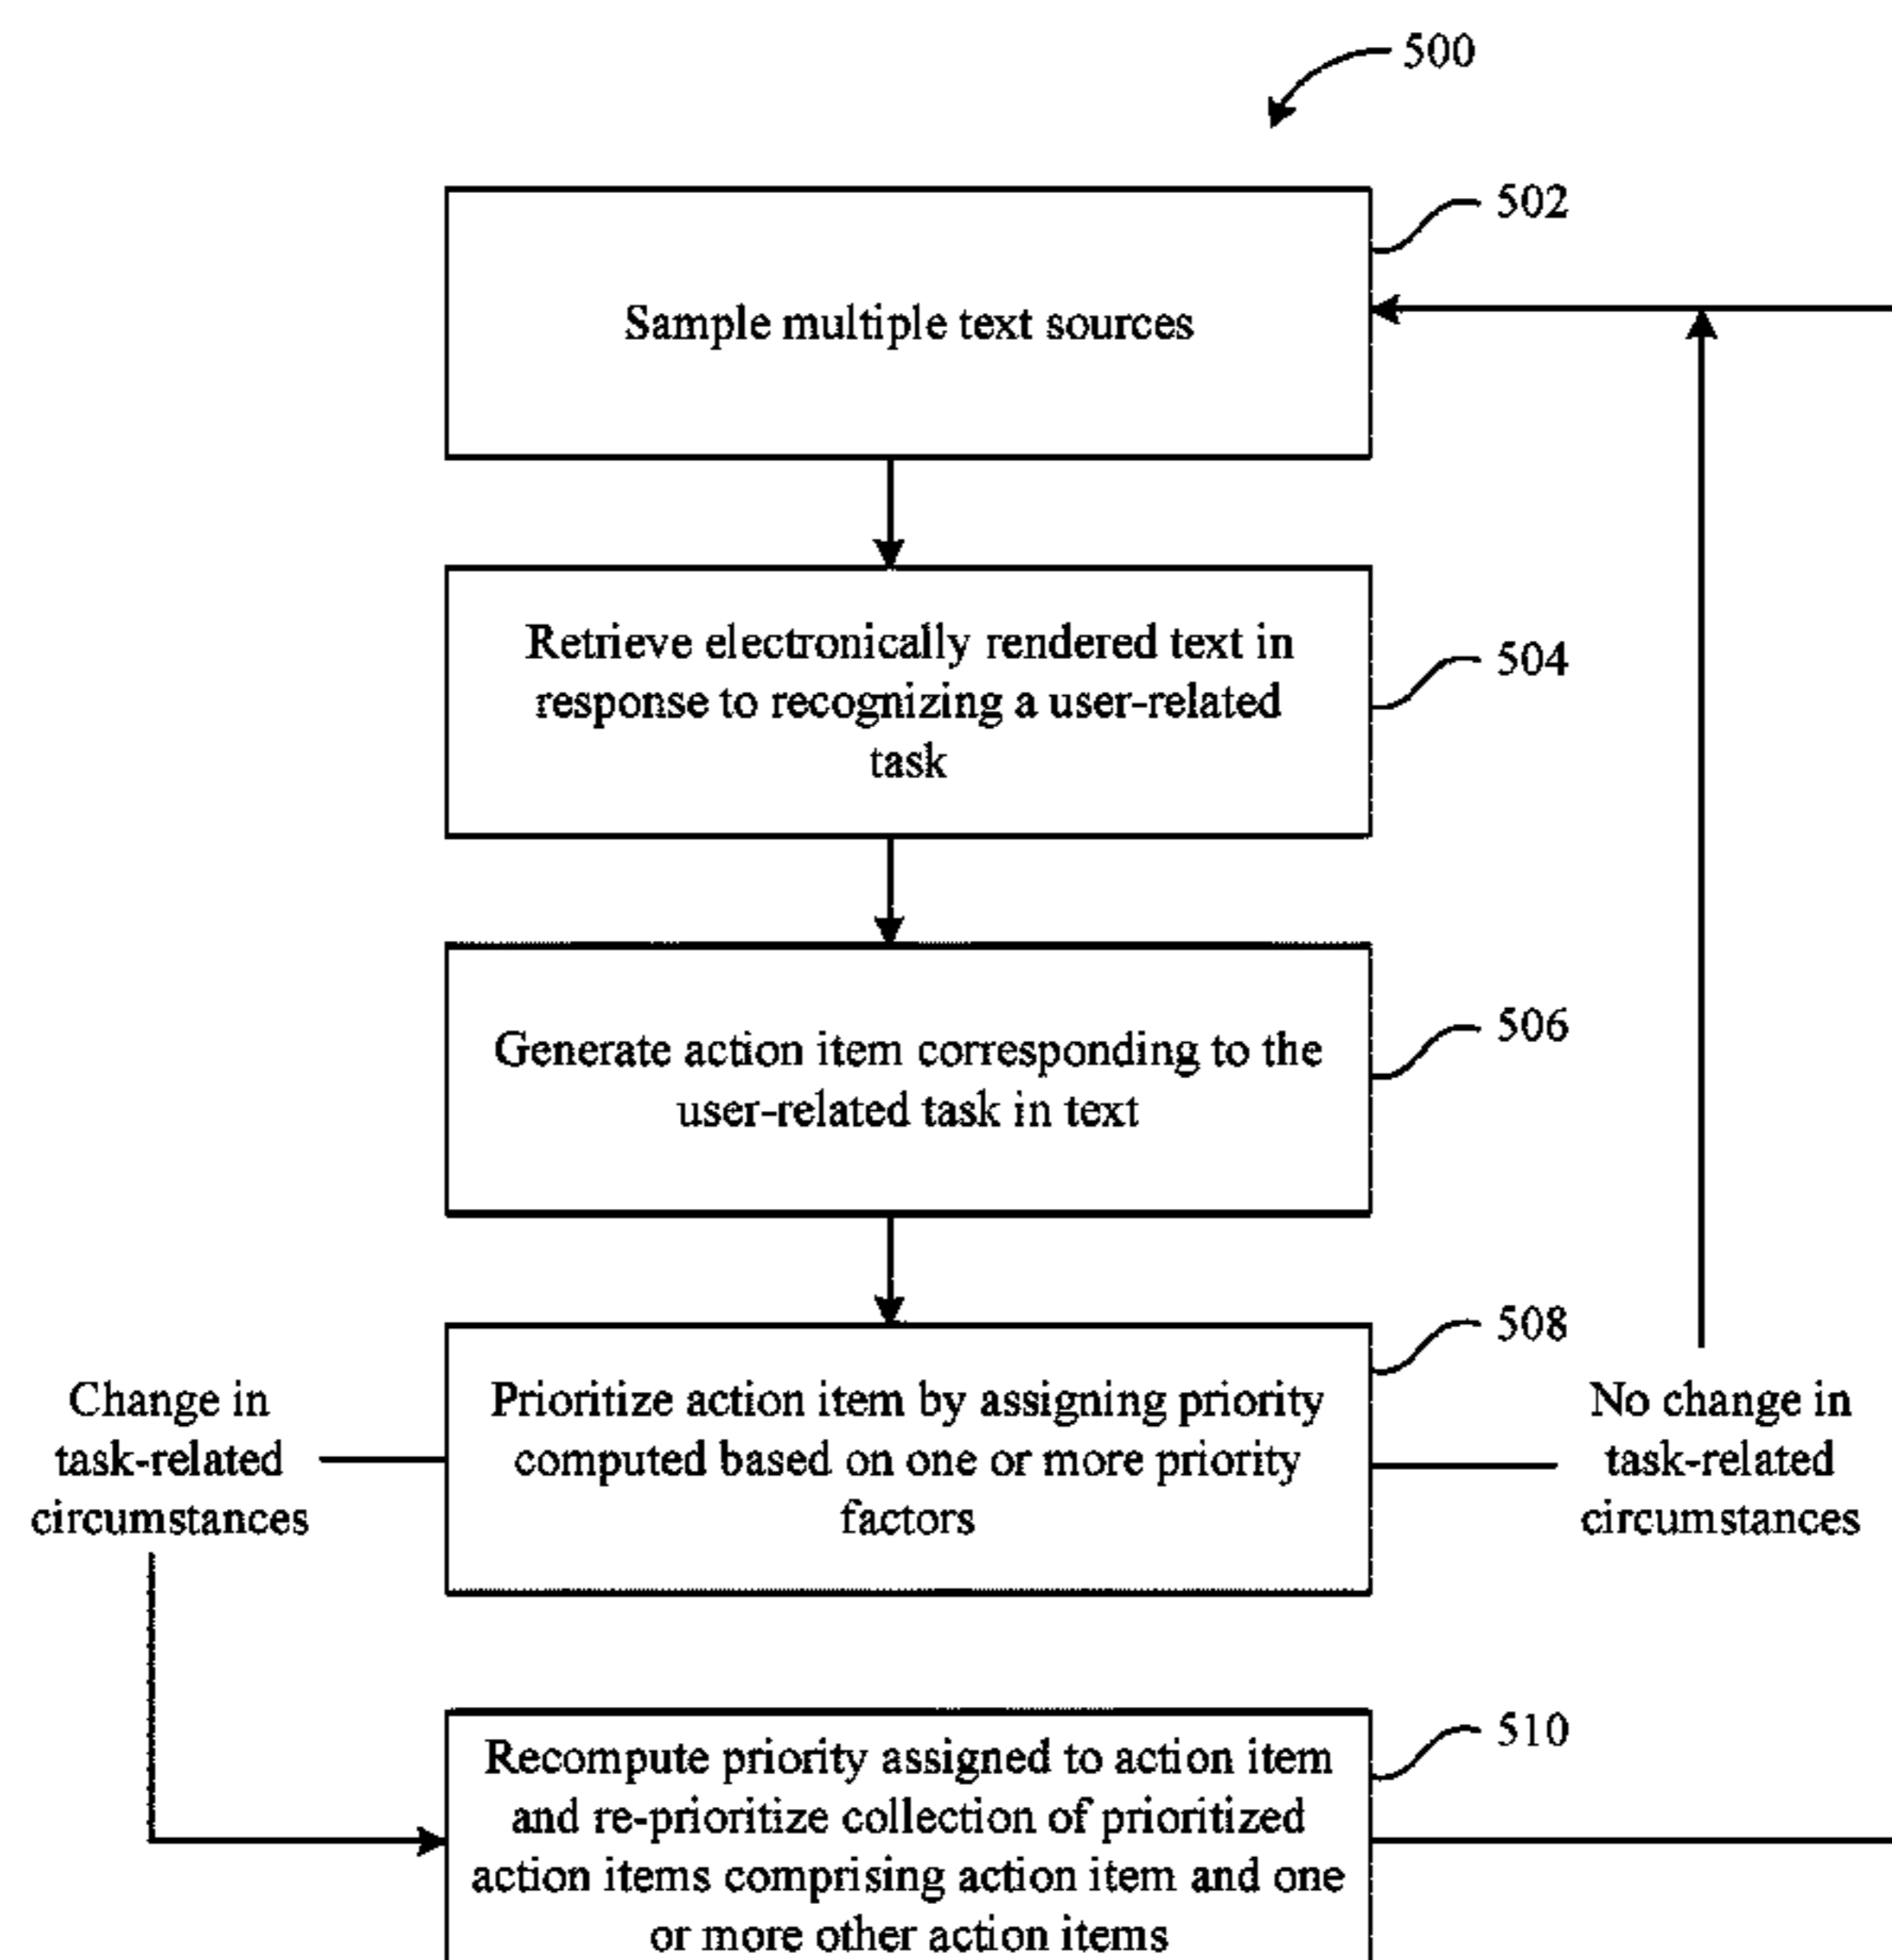 500
502
Sample multiple text sources
Retrieve electronically rendered text in
response to recognizing a user-related
task
504
Generate action item corresponding to the
user-related task in text
506
508
Change in
task-related
circumstances
Prioritize action item by assigning priority
computed based on one or more priority
factors
No change in
task-related
circumstances
510
Recompute priority assigned to action item
and re-prioritize collection of prioritized
action items comprising action item and one
or more other action items